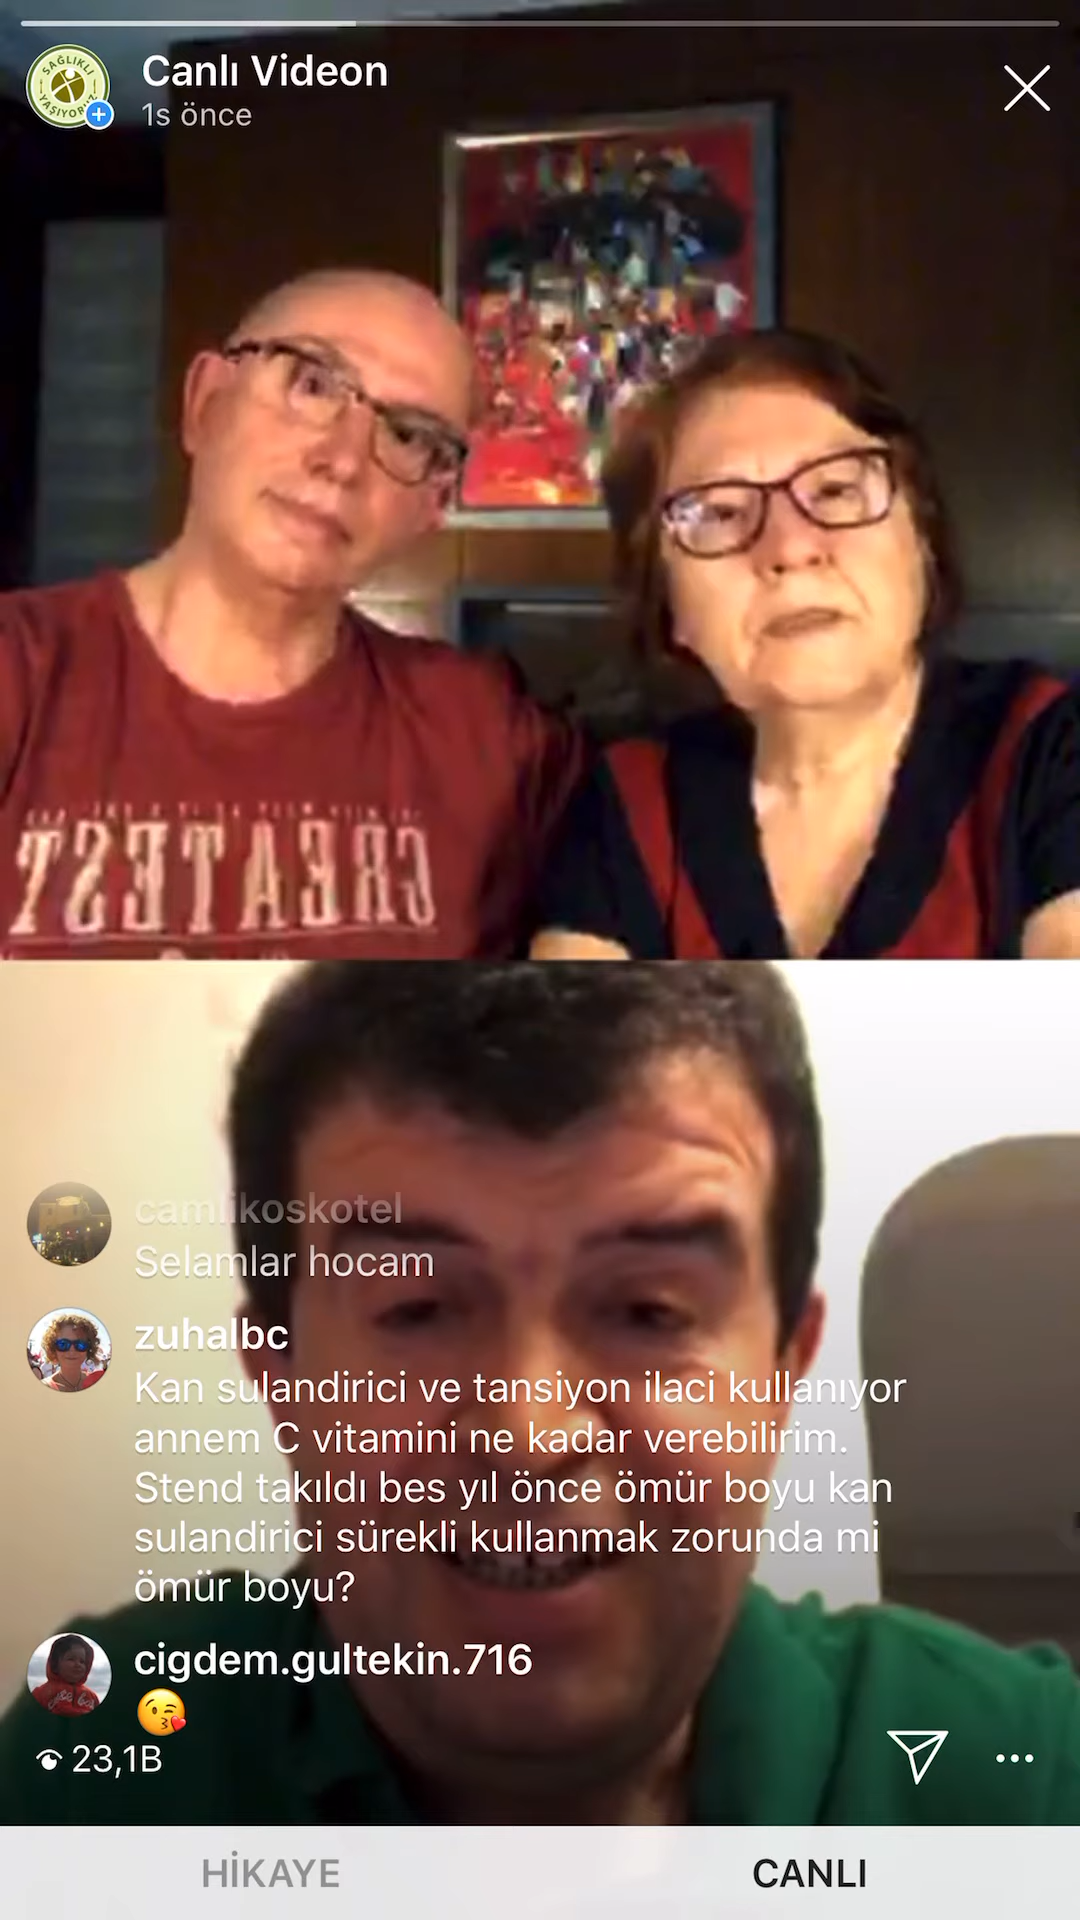 SAĞLIKLI
YAŞIYORUZ
Canlı Videon
1s önce
GREATEST
camlikoskotel
Selamlar hocam
zuhalbc
Kan sulandirici ve tansiyon ilaci kullanıyor
annem C vitamini ne kadar verebilirim.
Stend takıldı bes yıl önce ömür boyu kan
sulandirici sürekli kullanmak zorunda mi
ömür boyu?
cigdem.gultekin.716
😘
23,1B
HİKAYE
CANLI